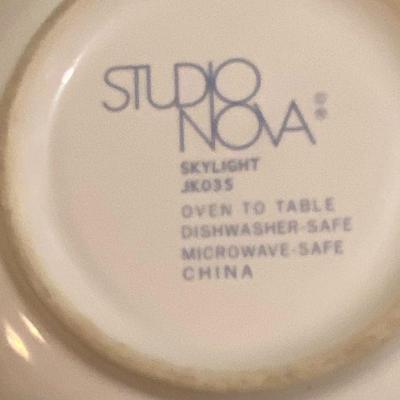 STUDIO
NOVA ©
®
SKYLIGHT
JK035
OVEN TO TABLE
DISHWASHER-SAFE
MICROWAVE-SAFE
CHINA